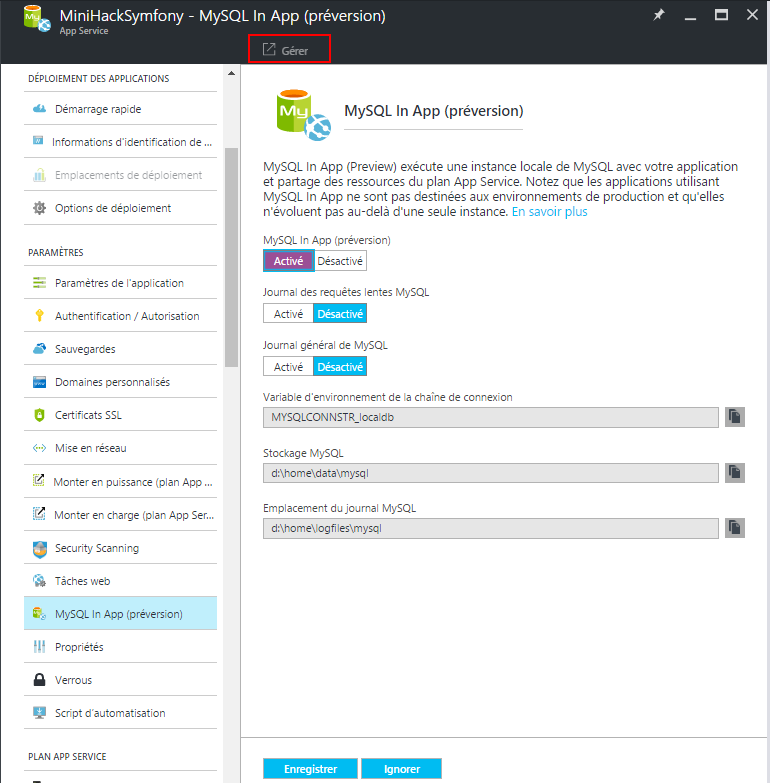 MiniHackSymfony - MySQL In App (préversion)
App Service
Gérer
DÉPLOIEMENT DES APPLICATIONS
Démarrage rapide
Informations d'identification de ...
Emplacements de déploiement
Options de déploiement
PARAMÈTRES
Paramètres de l'application
Authentification / Autorisation
Sauvegardes
Domaines personnalisés
Certificats SSL
Mise en réseau
Monter en puissance (plan App ...
Monter en charge (plan App Ser...
Security Scanning
Tâches web
MySQL In App (préversion)
Propriétés
Verrous
Script d'automatisation
PLAN APP SERVICE
My
MySQL In App (préversion)
MySQL In App (Preview) exécute une instance locale de MySQL avec votre application
et partage des ressources du plan App Service. Notez que les applications utilisant
MySQL In App ne sont pas destinées aux environnements de production et qu'elles
n'évoluent pas au-delà d'une seule instance. En savoir plus
MySQL In App (préversion)
Activé Désactivé
Journal des requêtes lentes MySQL
Activé Désactivé
Journal général de MySQL
Activé Désactivé
Variable d'environnement de la chaîne de connexion
MYSQLCONNSTR_localdb
Stockage MySQL
d:\home\data\mysql
Emplacement du journal MySQL
d:\home\logfiles\mysql
Enregistrer Ignorer